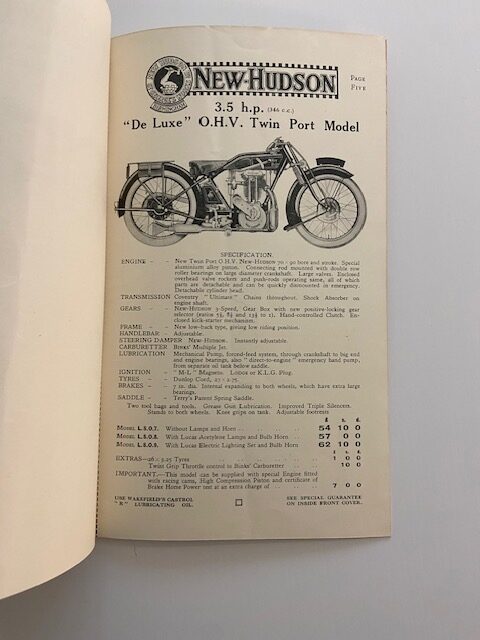 NEW-HUDSON
PAGE
FIVE
3.5 h.p. (346 c.c.)
"De Luxe" O.H.V. Twin Port Model
SPECIFICATION.
ENGINE - - New Twin Port O.H.V. NEW-HUDSON 70 × 90 bore and stroke. Special
aluminium alloy piston. Connecting rod mounted with double row
roller bearings on large diameter crankshaft. Large valves. Enclosed
overhead valve rockers and push-rods operating same, all of which
parts are detachable and can be quickly dismounted in emergency.
Detachable cylinder head.
TRANSMISSION Coventry "Ultimate" Chains throughout. Shock Absorber on
engine shaft.
GEARS - - NEW-HUDSON 3-Speed, Gear Box with new positive-locking gear
selector (ratios to 1). Hand-controlled Clutch. En-
closed kick-starter mechanism.
FRAME - - New low-back type, giving low riding position.
HANDLEBAR - Adjustable.
STEERING DAMPER NEW-HUDSON. Instantly adjustable.
CARBURETTER Binks' Multiple Jet.
LUBRICATION Mechanical Pump, forced-feed system, through crankshaft to big end
and engine bearings, also "direct-to-engine" emergency hand pump,
from separate oil tank below saddle.
IGNITION - "M-L" Magneto. Lodge or K.L.G. Plug.
TYRES - - Dunlop Cord, × 2.75.
BRAKES - - 7 in. dia. Internal expanding to both wheels, which have extra large
bearings.
SADDLE - - Terry's Patent Spring Saddle.
Two tool bags and tools. Grease Gun Lubrication. Improved Triple Silencers.
Stands to both wheels. Knee grips on tank. Adjustable footrests
£ s. d.
MODEL L.S.O.7. Without Lamps and Horn 54 10 0
MODEL L.S.O.8. With Lucas Acetylene Lamps and Bulb Horn 57 0 0
MODEL L.S.O.9. With Lucas Electric Lighting Set and Bulb Horn 62 10 0
£ s. d.
EXTRAS—26 × 3.25 Tyres 1 0 0
Twist Grip Throttle control to Binks' Carburetter 10 0
IMPORTANT.—This model can be supplied with special Engine fitted
with racing cams, High Compression Piston and certificate of
Brake Horse Power test at an extra charge of 7 0 0
USE WAKEFIELD'S CASTROL
"R" LUBRICATING OIL.
SEE SPECIAL GUARANTEE
ON INSIDE FRONT COVER.